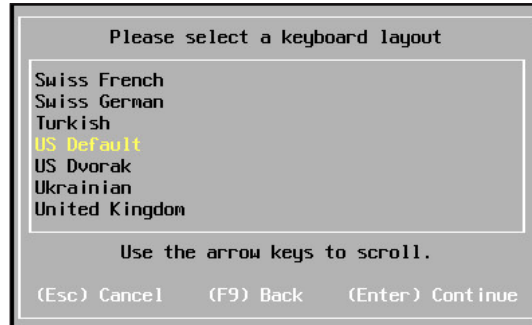 Please select a keyboard layout
Swiss French
Swiss German
Turkish
US Default
US Dvorak
Ukrainian
United Kingdom
Use the arrow keys to scroll.
(Esc) Cancel (F9) Back (Enter) Continue